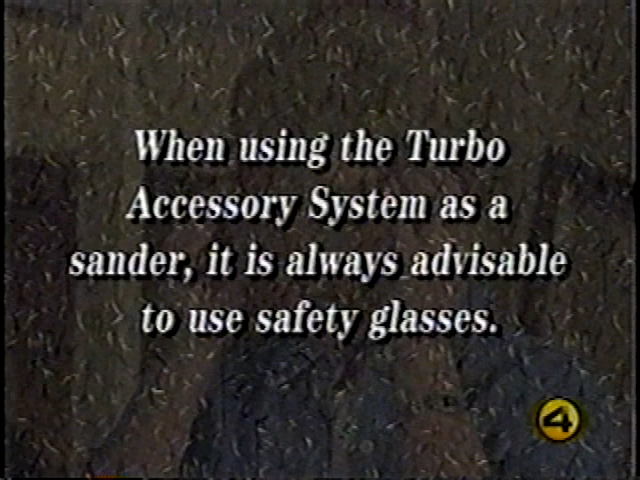 When using the Turbo
Accessory System as a
sander, it is always advisable
to use safety glasses.
4